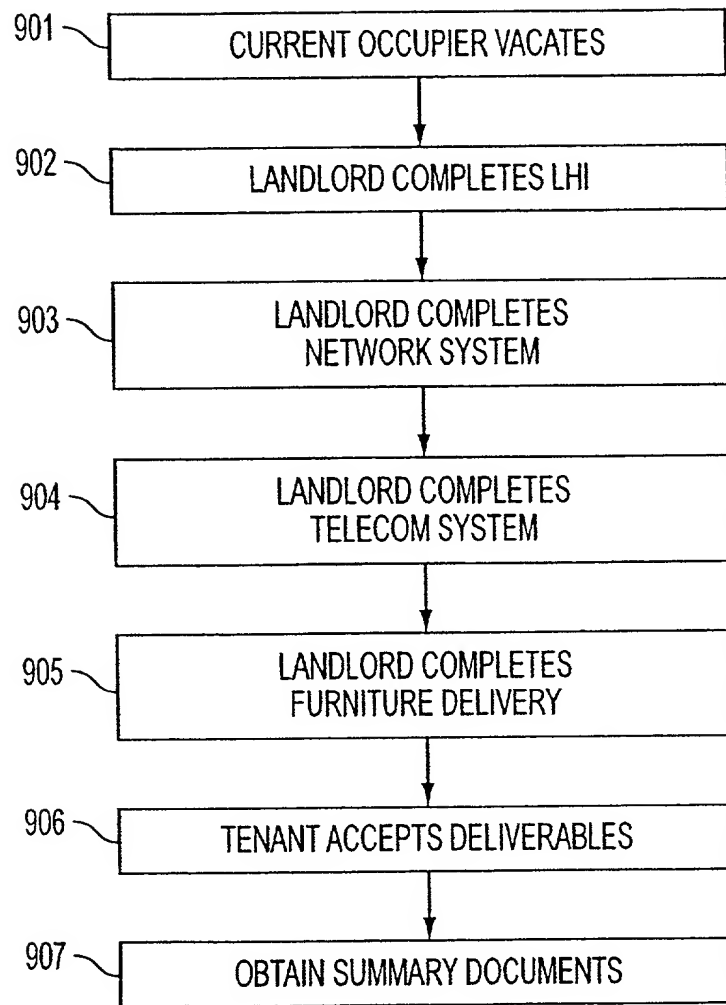 901
CURRENT OCCUPIER VACATES
902
LANDLORD COMPLETES LHI
903
LANDLORD COMPLETES
NETWORK SYSTEM
904
LANDLORD COMPLETES
TELECOM SYSTEM
905
LANDLORD COMPLETES
FURNITURE DELIVERY
906
TENANT ACCEPTS DELIVERABLES
907
OBTAIN SUMMARY DOCUMENTS